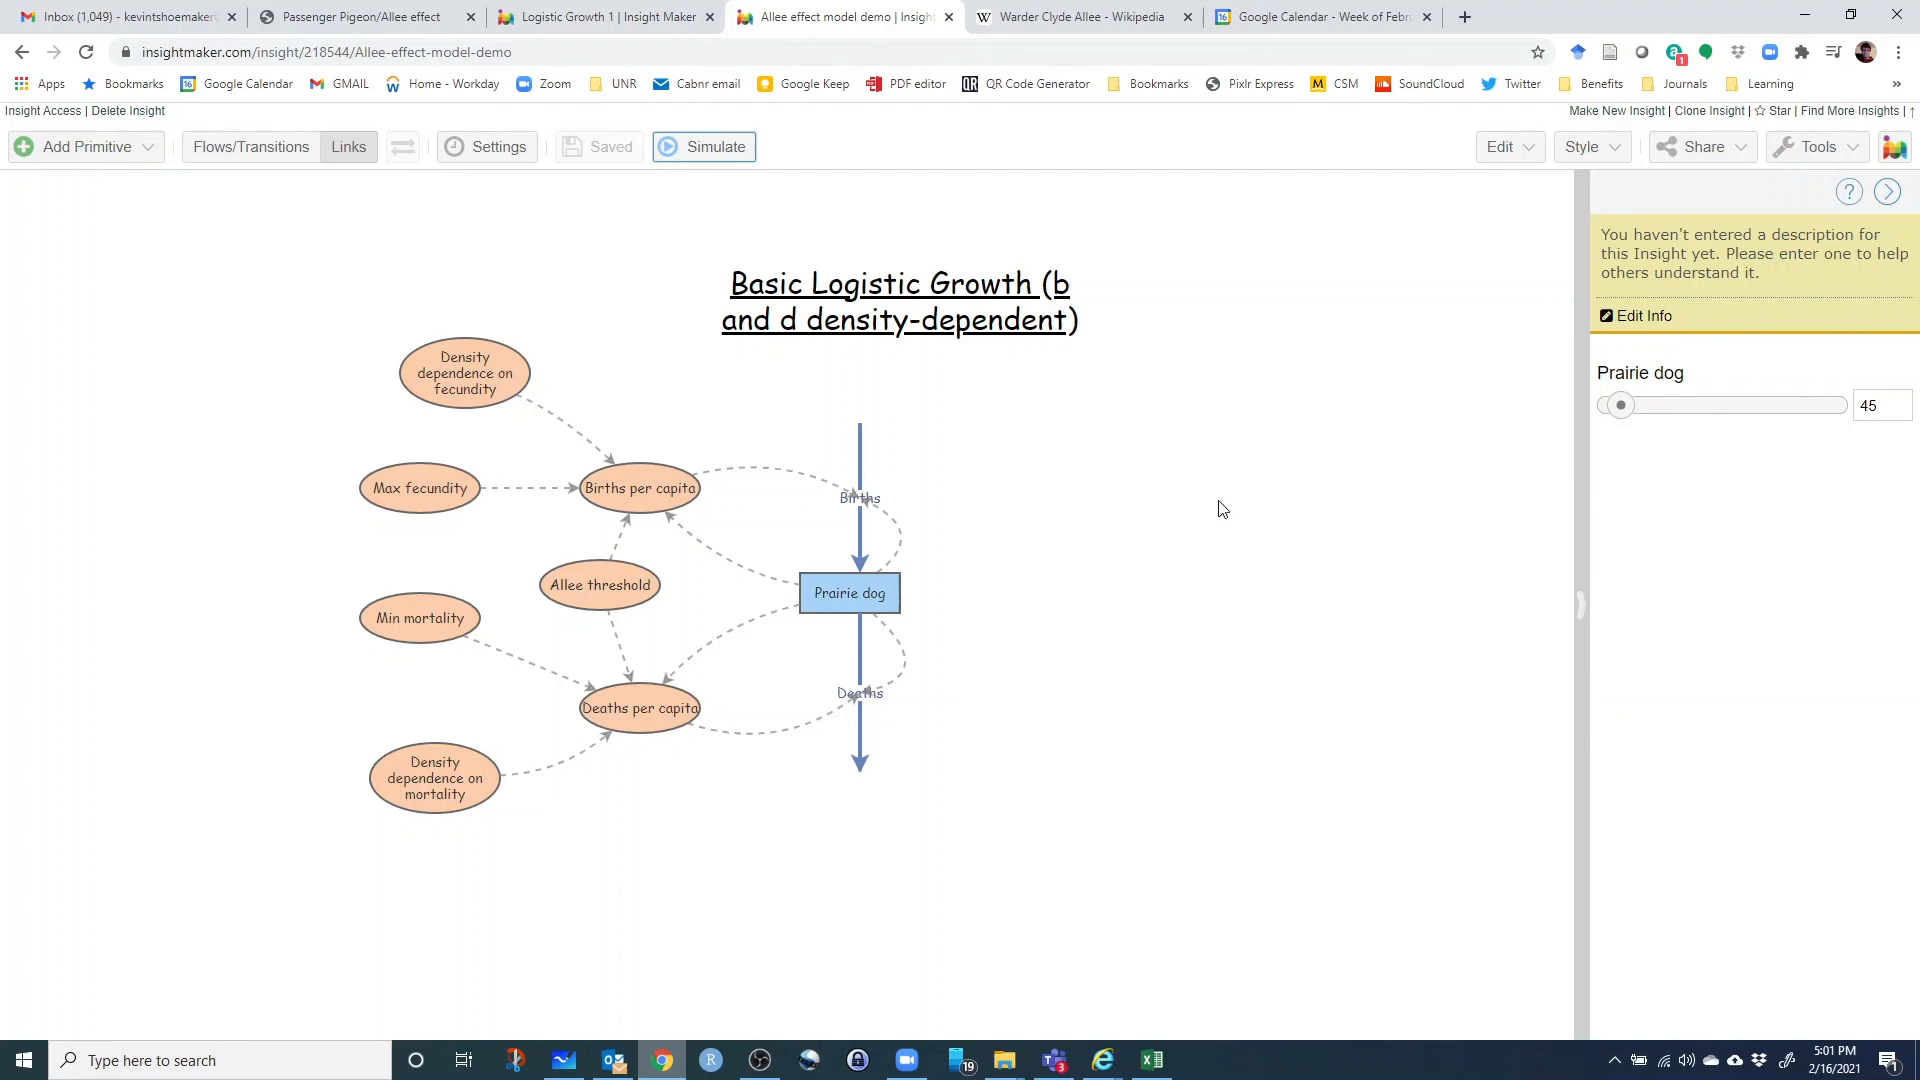 Inbox (1,049) - kevintshoemaker
Passenger Pigeon/Allee effect
Logistic Growth 1 | Insight Maker
Allee effect model demo | Insigh
Warder Clyde Allee - Wikipedia
Google Calendar - Week of Febru
insightmaker.com/insight/218544/Allee-effect-model-demo
Apps
Bookmarks
Google Calendar
GMAIL
Home - Workday
Zoom
UNR
Cabnr email
Google Keep
PDF editor
QR Code Generator
Bookmarks
Pixlr Express
CSM
SoundCloud
Twitter
Benefits
Journals
Learning
Insight Access | Delete Insight
Make New Insight | Clone Insight | ☆ Star | Find More Insights | ↑
Add Primitive
Flows/Transitions
Links
Settings
Saved
Simulate
Edit
Style
Share
Tools
You haven't entered a description for
this Insight yet. Please enter one to help
others understand it.
Edit Info
Prairie dog
45
Basic Logistic Growth (b
and d density-dependent)
Density
dependence on
fecundity
Max fecundity
Births per capita
Births
Allee threshold
Prairie dog
Min mortality
Deaths
Deaths per capita
Density
dependence on
mortality
Type here to search
19
3
5:01 PM
2/16/2021
1